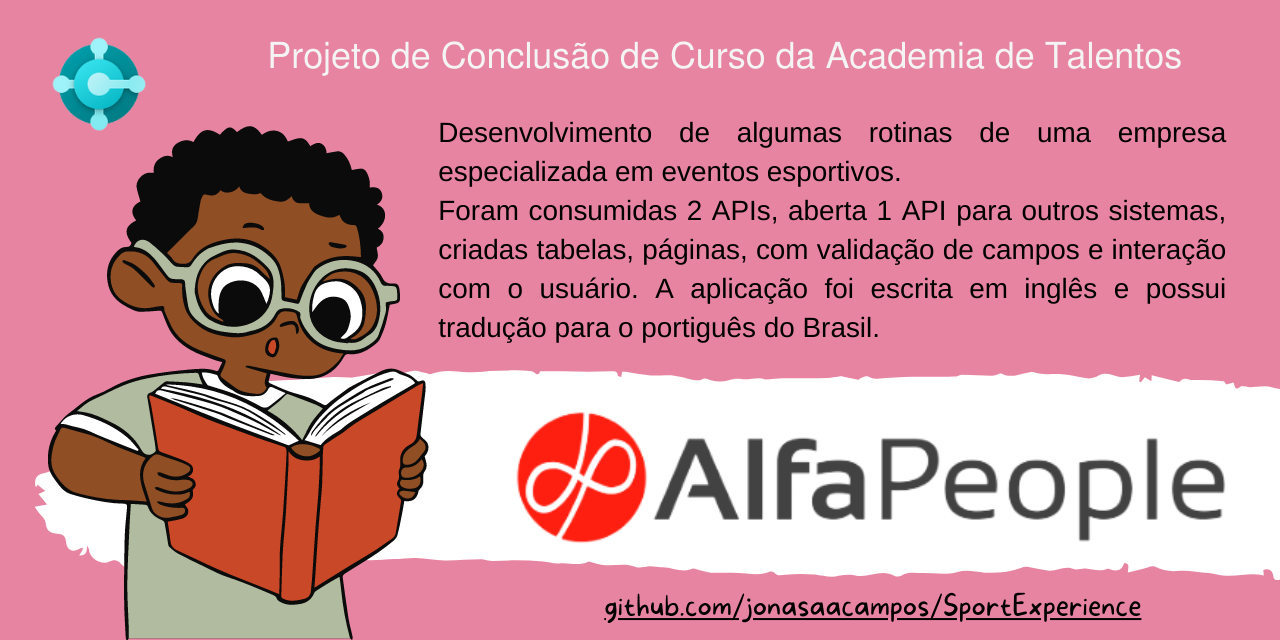 Projeto de Conclusão de Curso da Academia de Talentos
Desenvolvimento de algumas rotinas de uma empresa
especializada em eventos esportivos.
Foram consumidas 2 APIs, aberta 1 API para outros sistemas,
criadas tabelas, páginas, com validação de campos e interação
com o usuário. A aplicação foi escrita em inglês e possui
tradução para o portiguês do Brasil.
AlfaPeople
github.com/jonasaacampos/SportExperience